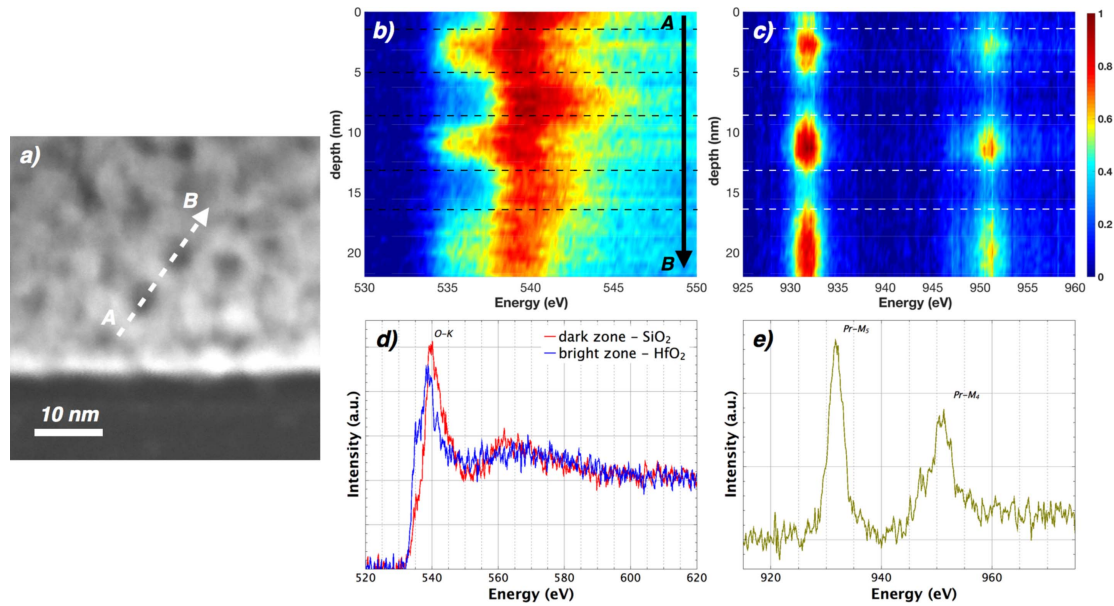 a)
A
B
10 nm
b)
A
B
depth (nm)
0
5
10
15
20
530
535
540
545
550
Energy (eV)
c)
depth (nm)
0
5
10
15
20
925
930
935
940
945
950
955
960
Energy (eV)
1
0.8
0.6
0.4
0.2
0
d)
O-K
dark zone – SiO₂
bright zone – HfO₂
Intensity (a.u.)
520
540
560
580
600
620
Energy (eV)
e)
Pr-M₅
Pr-M₄
Intensity (a.u.)
920
940
960
Energy (eV)